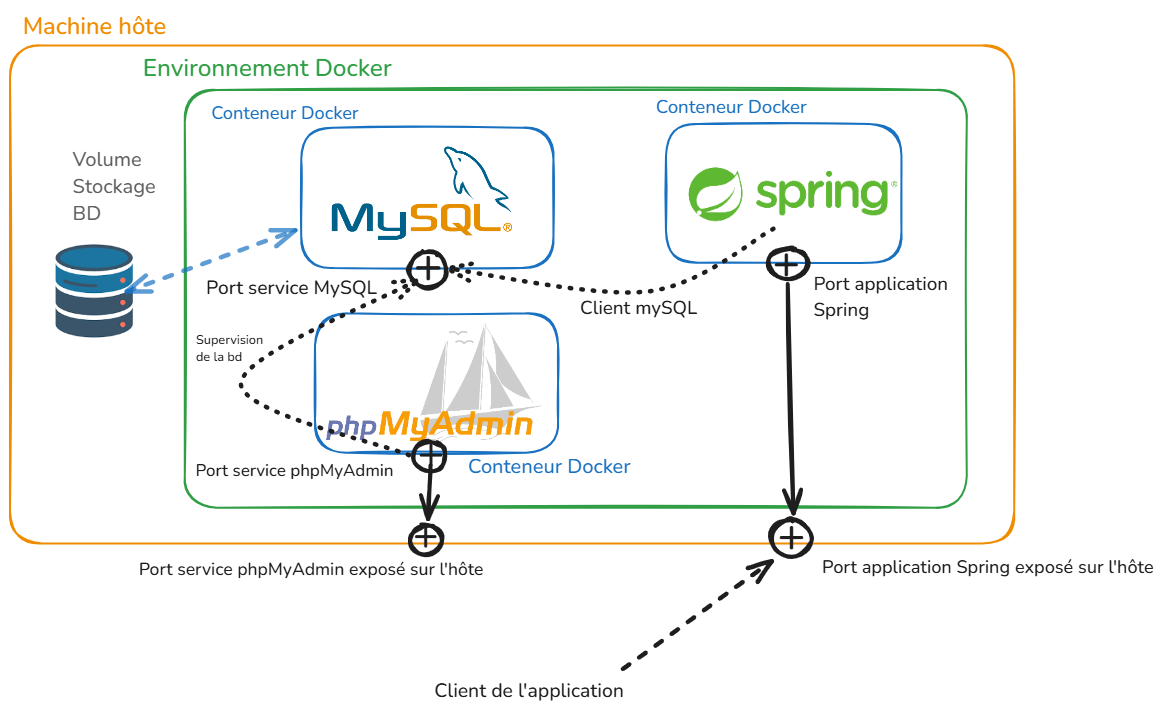 Machine hôte
Environnement Docker
Conteneur Docker
Conteneur Docker
Volume
Stockage
BD
MySQL®
spring®
Port service MySQL
Client mySQL
Port application
Spring
Supervision
de la bd
phpMyAdmin
Port service phpMyAdmin
Conteneur Docker
Port service phpMyAdmin exposé sur l'hôte
Port application Spring exposé sur l'hôte
Client de l'application